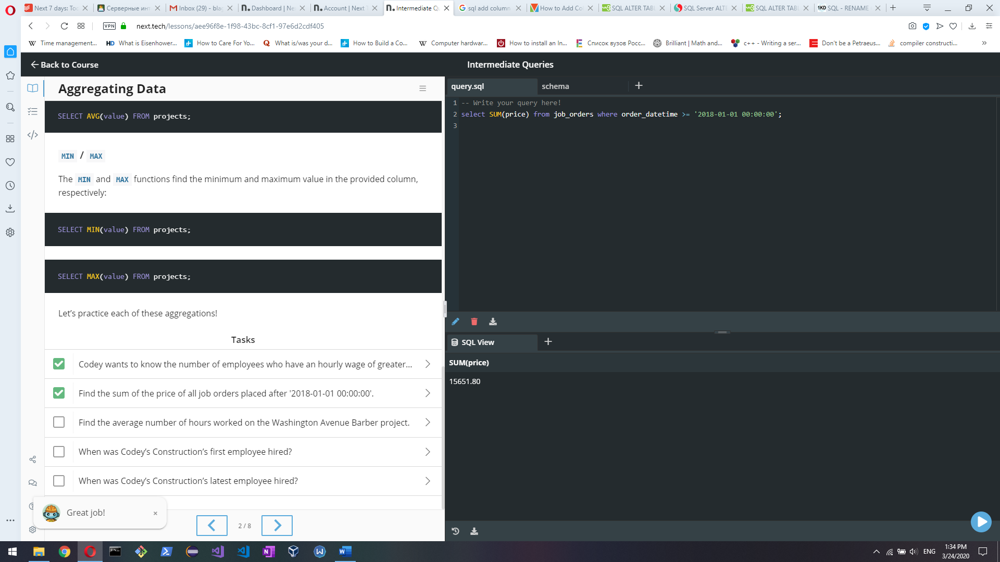 Next 7 days: Toc
Серверные инт
Inbox (29) - bla
n. Dashboard | Ne
n. Account | Next T
n. Intermediate Q
sql add column
How to Add Co
SQL ALTER TABL
SQL Server ALTE
SQL ALTER TABL
1KD SQL - RENAME
VPN next.tech/lessons/aee96f8e-1f98-43bc-8cf1-97e6d2cdf405
W Time management...
HD What is Eisenhower...
How to Care For Yo...
Q What is/was your d...
How to Build a Co...
W Computer hardwar...
How to install an In...
Список вузов Росс...
Brilliant | Math and...
c++ - Writing a ser...
Don't be a Petraeus...
compiler constructi...
Back to Course
Intermediate Queries
Aggregating Data
SELECT AVG(value) FROM projects;
MIN / MAX
The MIN and MAX functions find the minimum and maximum value in the provided column,
respectively:
SELECT MIN(value) FROM projects;
SELECT MAX(value) FROM projects;
Let’s practice each of these aggregations!
Tasks
Codey wants to know the number of employees who have an hourly wage of greater...
Find the sum of the price of all job orders placed after '2018-01-01 00:00:00'.
Find the average number of hours worked on the Washington Avenue Barber project.
When was Codey’s Construction’s first employee hired?
When was Codey’s Construction’s latest employee hired?
Great job! ×
2 / 8
query.sql
schema
1 -- Write your query here!
2 select SUM(price) from job_orders where order_datetime >= '2018-01-01 00:00:00';
3
SQL View
SUM(price)
15651.80
ENG
1:34 PM
3/24/2020